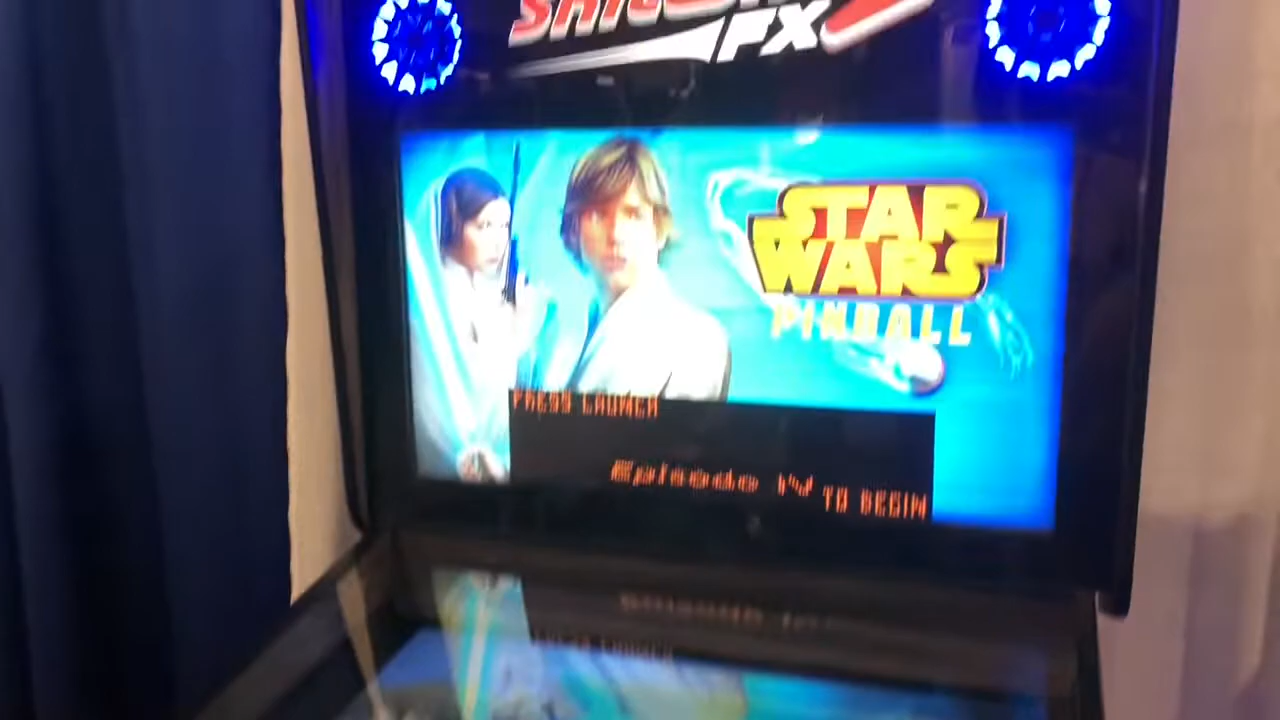 FX
STAR
WARS
PINBALL
PRESS LAUNCH
Episode IV
TO BEGIN